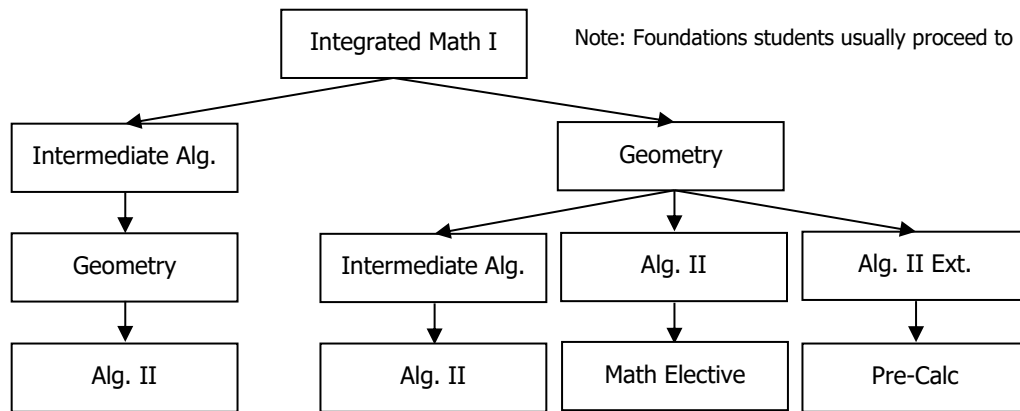 Integrated Math I
Note: Foundations students usually proceed to
Intermediate Alg.
Geometry
Geometry
Intermediate Alg.
Alg. II
Alg. II Ext.
Alg. II
Alg. II
Math Elective
Pre-Calc